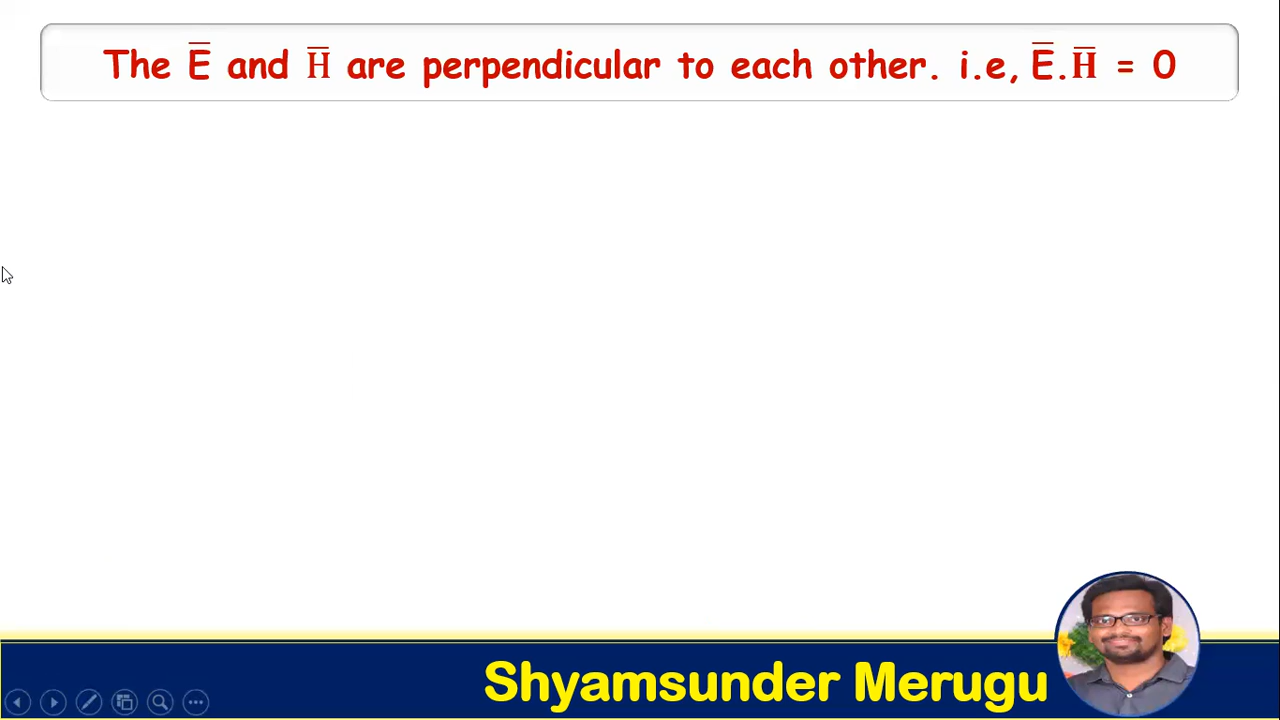 The E̅ and H̅ are perpendicular to each other. i.e, E̅.H̅ = 0
Shyamsunder Merugu